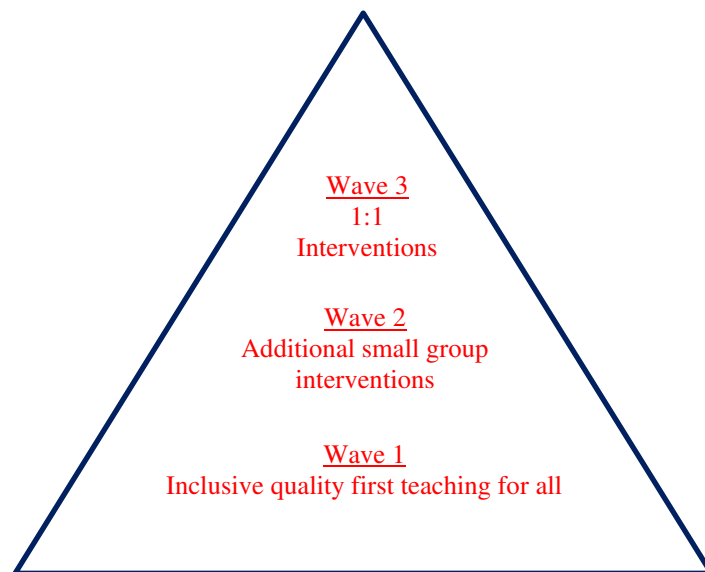 Wave 3
1:1
Interventions
Wave 2
Additional small group
interventions
Wave 1
Inclusive quality first teaching for all